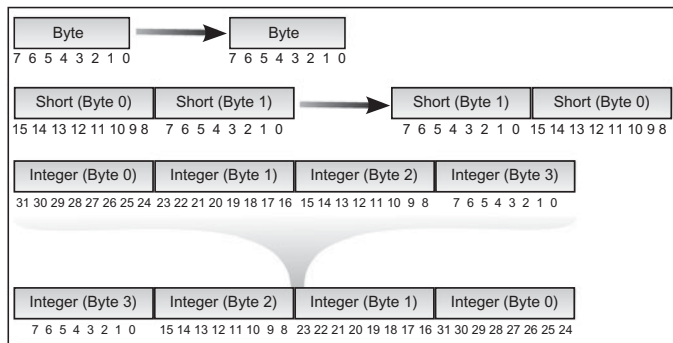 Byte Byte
7 6 5 4 3 2 1 0 7 6 5 4 3 2 1 0
Short (Byte 0) Short (Byte 1) Short (Byte 1) Short (Byte 0)
15 14 13 12 11 10 9 8 7 6 5 4 3 2 1 0 7 6 5 4 3 2 1 0 15 14 13 12 11 10 9 8
Integer (Byte 0) Integer (Byte 1) Integer (Byte 2) Integer (Byte 3)
31 30 29 28 27 26 25 24 23 22 21 20 19 18 17 16 15 14 13 12 11 10 9 8 7 6 5 4 3 2 1 0
Integer (Byte 3) Integer (Byte 2) Integer (Byte 1) Integer (Byte 0)
7 6 5 4 3 2 1 0 15 14 13 12 11 10 9 8 23 22 21 20 19 18 17 16 31 30 29 28 27 26 25 24